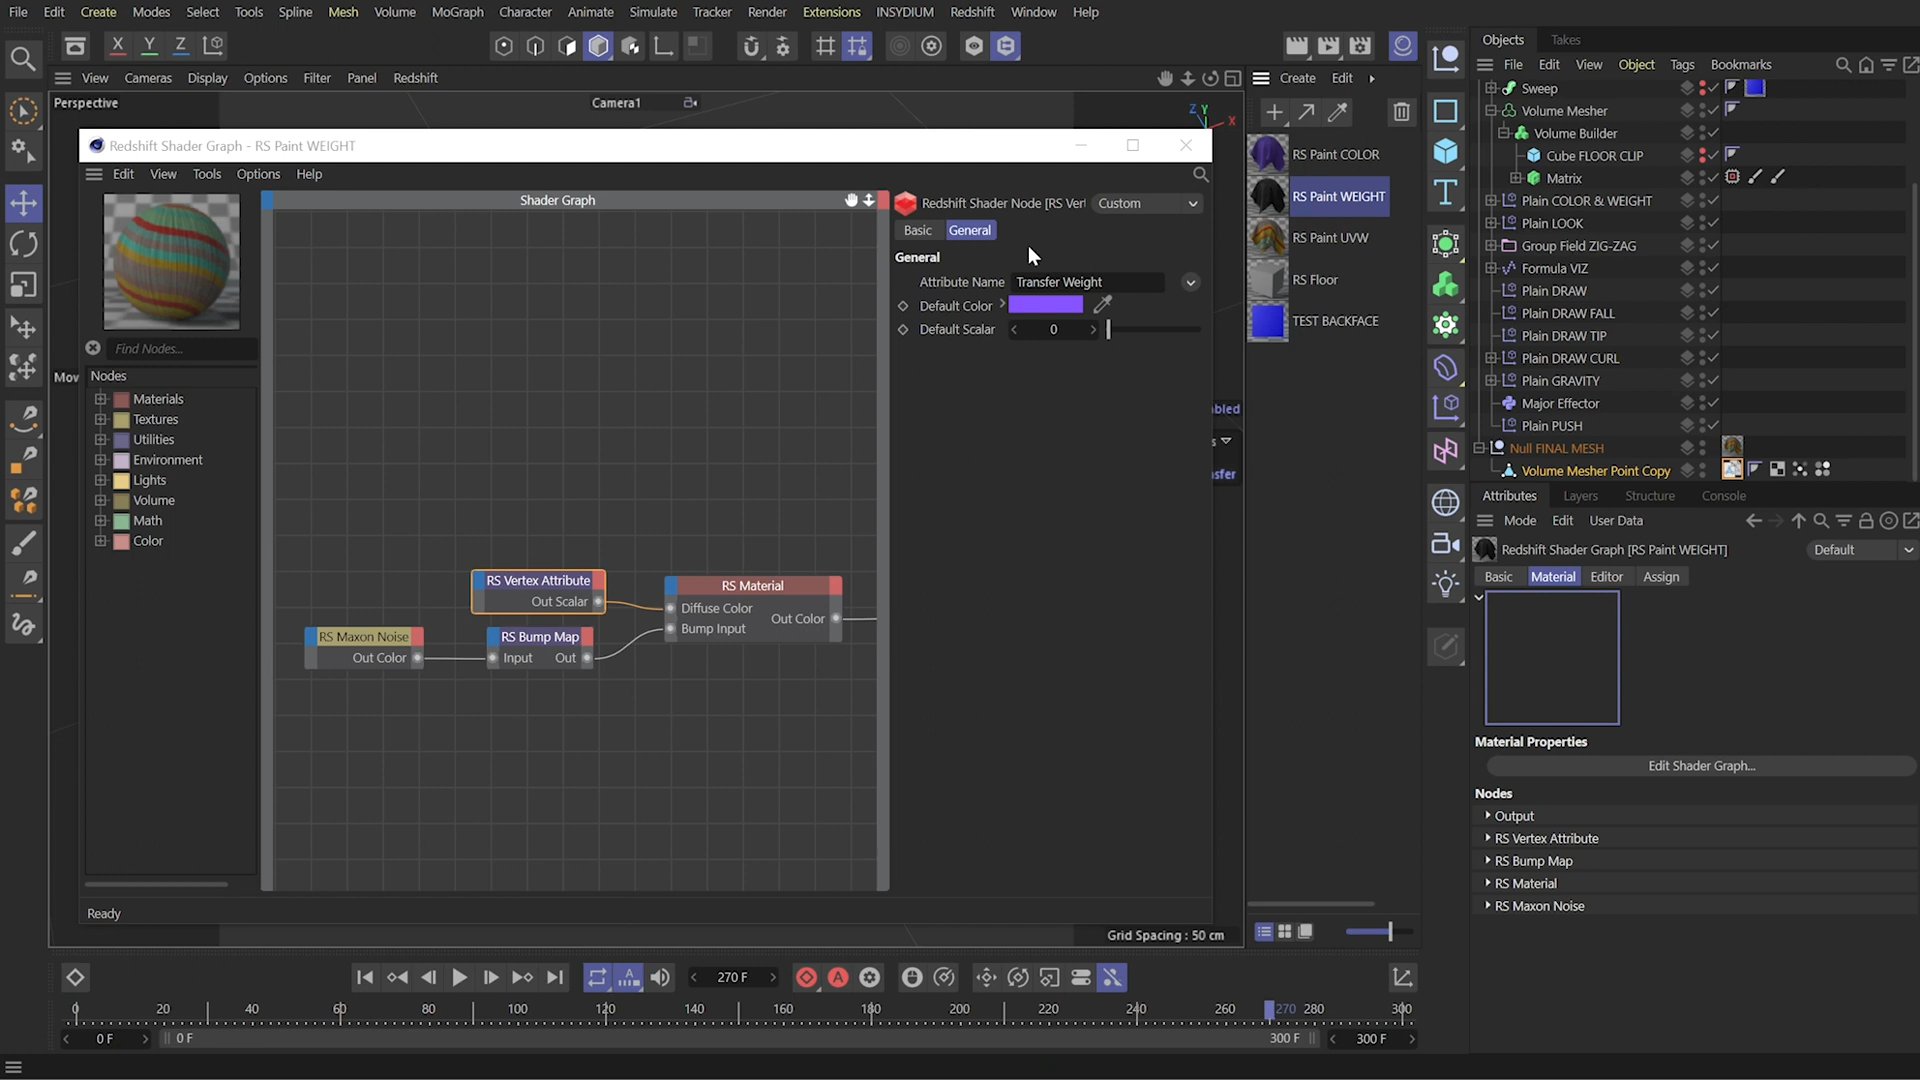 File Edit Create Modes Select Tools Spline Mesh Volume MoGraph Character Animate Simulate Tracker Render Extensions INSYDIUM Redshift Window Help
X Y Z
View Cameras Display Options Filter Panel Redshift
Perspective
Camera1
Z Y X
Redshift Shader Graph - RS Paint WEIGHT
Edit View Tools Options Help
Find Nodes...
Nodes
Materials
Textures
Utilities
Environment
Lights
Volume
Math
Color
Ready
Shader Graph
RS Vertex Attribute
Out Scalar
RS Maxon Noise
Out Color
RS Bump Map
Input Out
RS Material
Diffuse Color
Bump Input
Out Color
Redshift Shader Node [RS Ver Custom
Basic General
General
Attribute Name Transfer Weight
Default Color
Default Scalar 0
Mov
bled
s
sfer
Grid Spacing : 50 cm
Create Edit
RS Paint COLOR
RS Paint WEIGHT
RS Paint UVW
RS Floor
TEST BACKFACE
T
Objects Takes
File Edit View Object Tags Bookmarks
Sweep
Volume Mesher
Volume Builder
Cube FLOOR CLIP
Matrix
Plain COLOR & WEIGHT
Plain LOOK
Group Field ZIG-ZAG
Formula VIZ
Plain DRAW
Plain DRAW FALL
Plain DRAW TIP
Plain DRAW CURL
Plain GRAVITY
Major Effector
Plain PUSH
Null FINAL MESH
Volume Mesher Point Copy
Attributes Layers Structure Console
Mode Edit User Data
Redshift Shader Graph [RS Paint WEIGHT] Default
Basic Material Editor Assign
Material Properties
Edit Shader Graph...
Nodes
Output
RS Vertex Attribute
RS Bump Map
RS Material
RS Maxon Noise
270 F
A
0 20 40 60 80 100 120 140 160 180 200 220 240 260 270 280 300
0 F 0 F 300 F 300 F